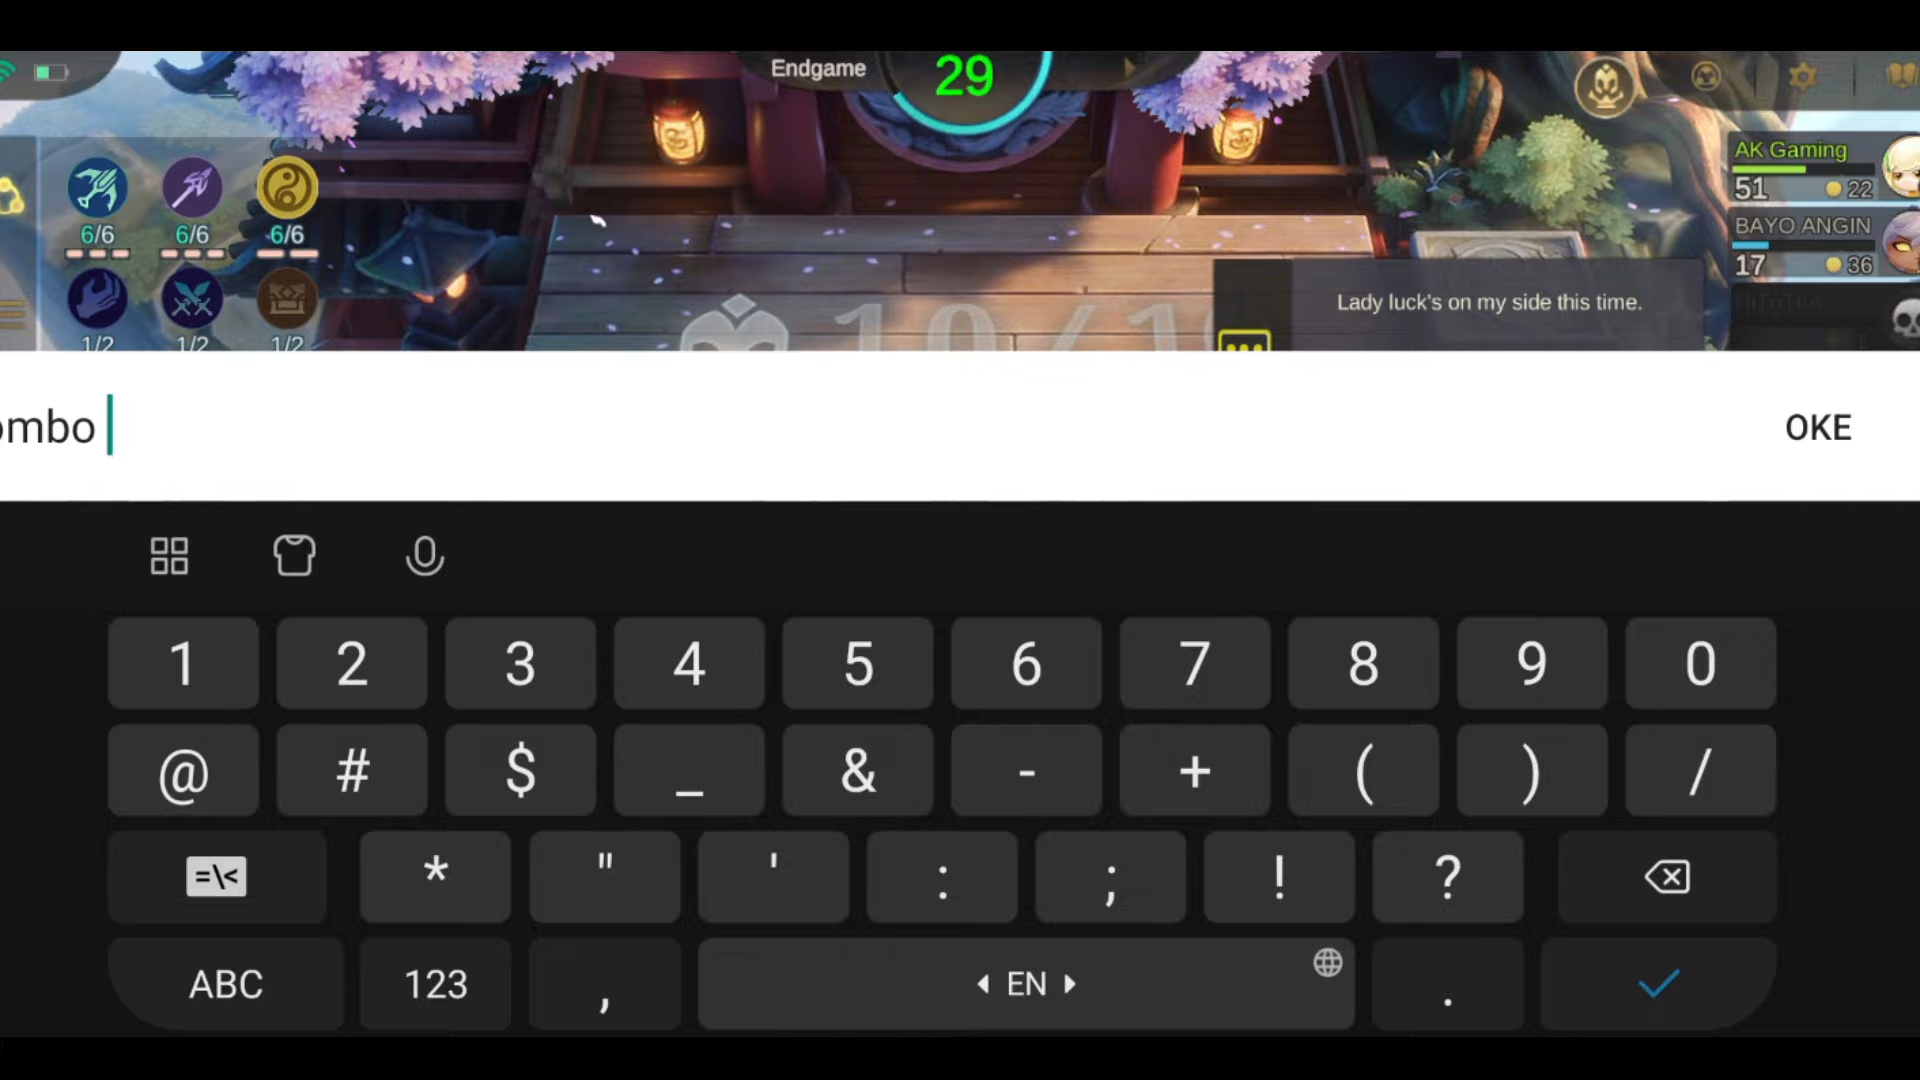 Endgame
29
AK Gaming
51
22
BAYO ANGIN
17
36
6/6
6/6
6/6
1/2
1/2
1/2
Lady luck's on my side this time.
ombo
OKE
1 2 3 4 5 6 7 8 9 0
@ # $ _ & - + ( ) /
=\< * " ' : ; ! ?
ABC 123 , EN .